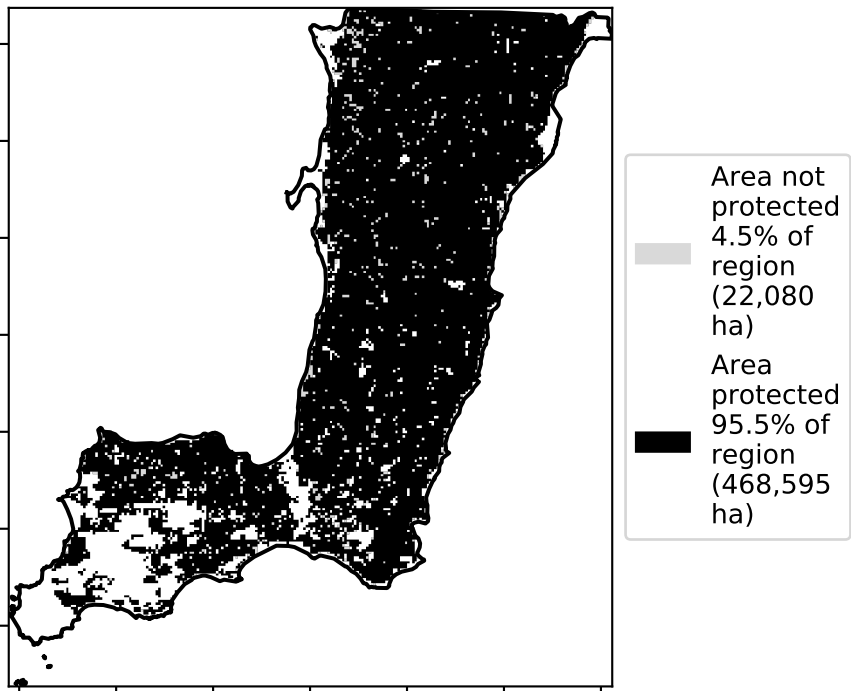 Area not
protected
4.5% of
region
(22,080
ha)
Area
protected
95.5% of
region
(468,595
ha)